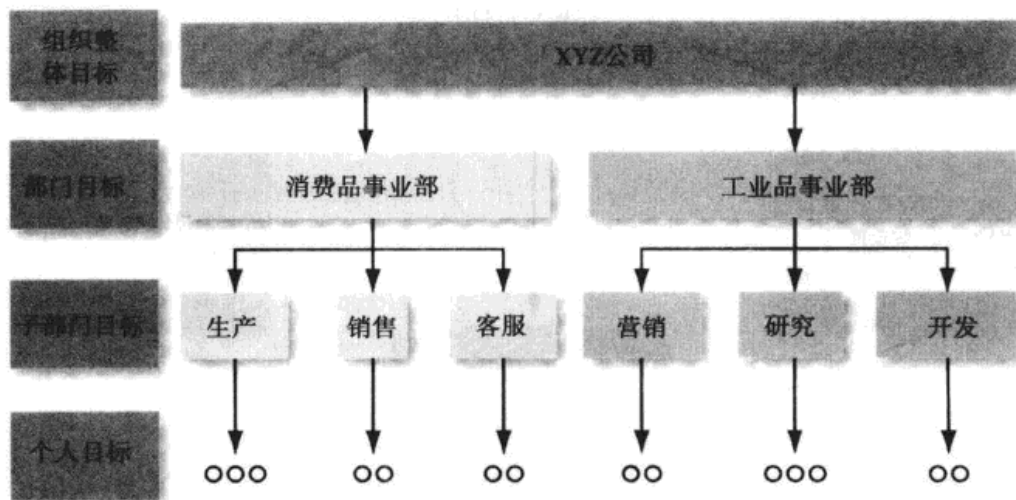 组织整
体目标
XYZ公司
部门目标
消费品事业部
工业品事业部
子部门目标
生产
销售
客服
营销
研究
开发
个人目标